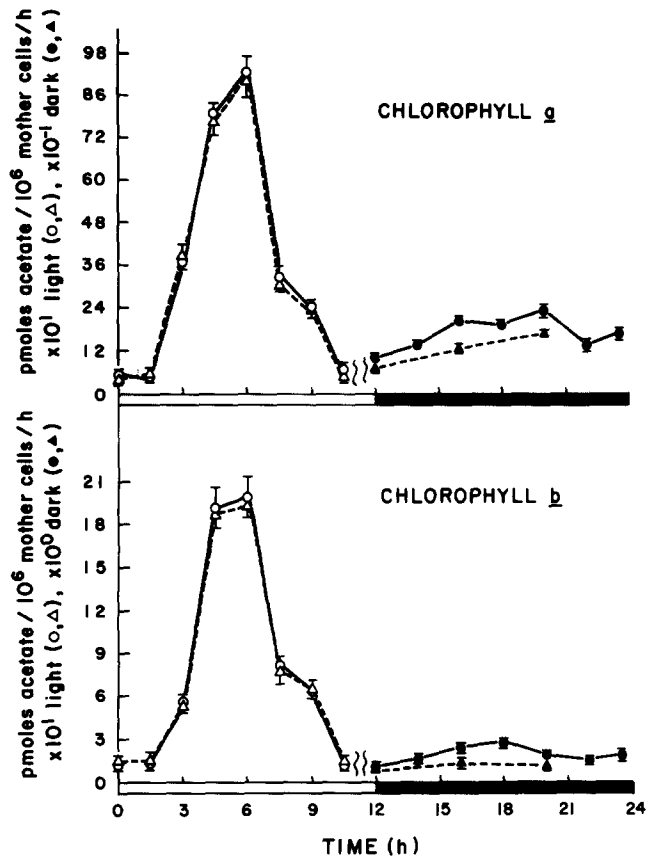 pmoles acetate/10⁶ mother cells/h
x10¹ light (○,△), x10⁻¹ dark (●,▲)
98
86
72
60
48
36
24
12
0
CHLOROPHYLL a
pmoles acetate/10⁶ mother cells/h
x10¹ light (○,△), x10⁰ dark (●,▲)
21
18
15
12
9
6
3
0
CHLOROPHYLL b
0 3 6 9 12 15 18 21 24
TIME (h)